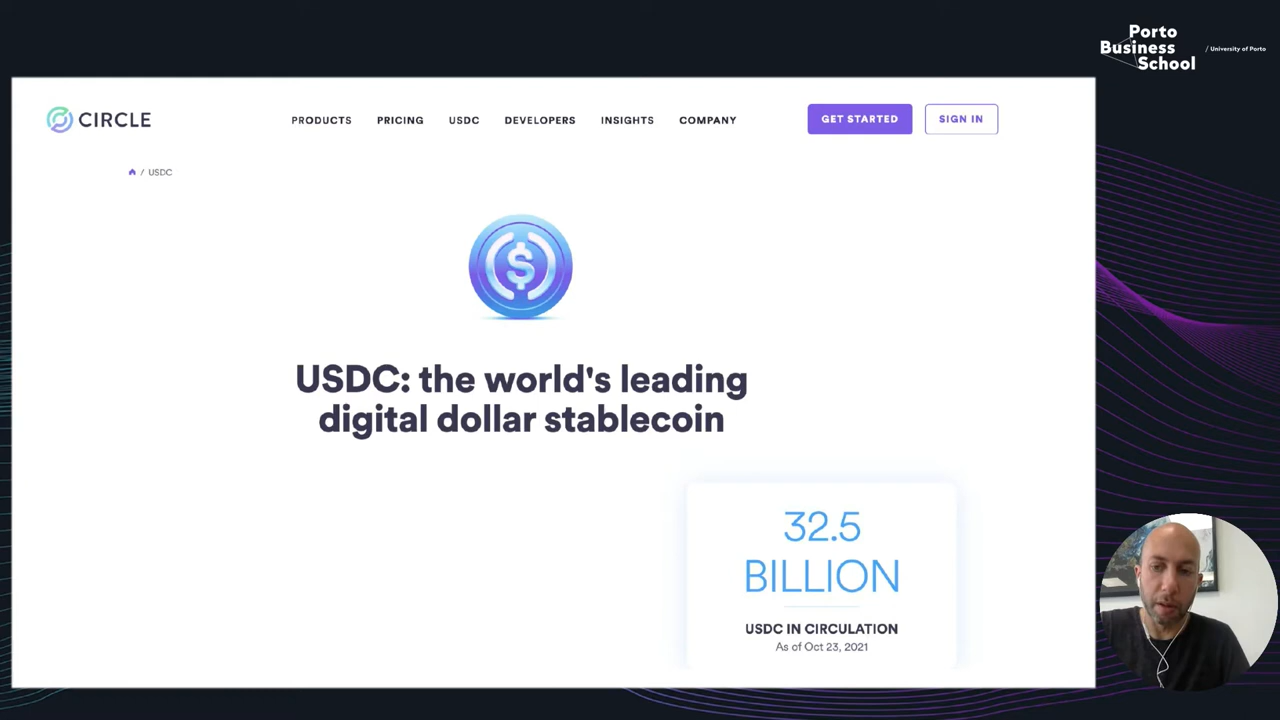 Porto
Business
School
/ University of Porto
CIRCLE
PRODUCTS PRICING USDC DEVELOPERS INSIGHTS COMPANY
GET STARTED
SIGN IN
/ USDC
$
USDC: the world's leading
digital dollar stablecoin
32.5
BILLION
USDC IN CIRCULATION
As of Oct 23, 2021